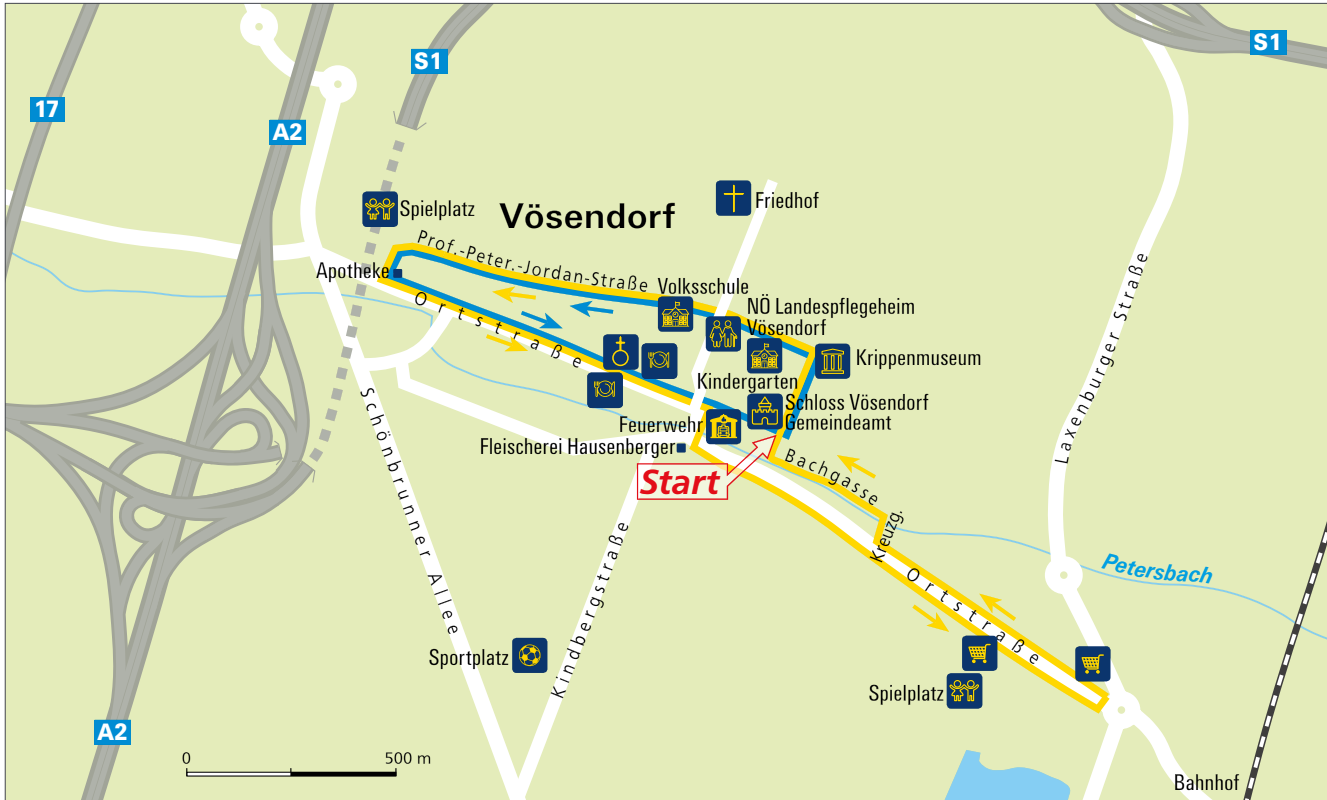 S1
S1
17
A2
Spielplatz
Vösendorf
Friedhof
Prof.-Peter.-Jordan-Straße
Apotheke
Volksschule
NÖ Landespflegeheim
Vösendorf
Ortstraße
Krippenmuseum
Kindergarten
Schloss Vösendorf
Gemeindeamt
Feuerwehr
Fleischerei Hausenberger
Start
Bachgasse
Kreuzg.
Laxenburger Straße
Schönbrunner Allee
Kindbergstraße
Petersbach
Ortstraße
Sportplatz
Spielplatz
A2
0 500 m
Bahnhof